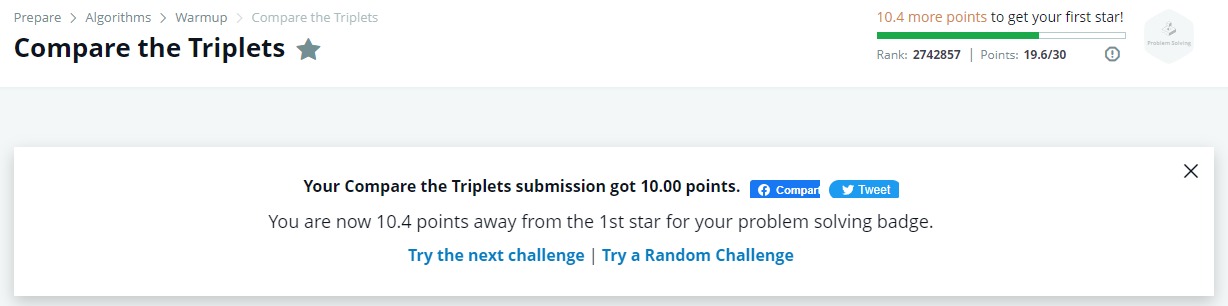 Prepare > Algorithms > Warmup > Compare the Triplets
Compare the Triplets
10.4 more points to get your first star!
Rank: 2742857 | Points: 19.6/30
Problem Solving
Your Compare the Triplets submission got 10.00 points.
Compart
Tweet
You are now 10.4 points away from the 1st star for your problem solving badge.
Try the next challenge | Try a Random Challenge